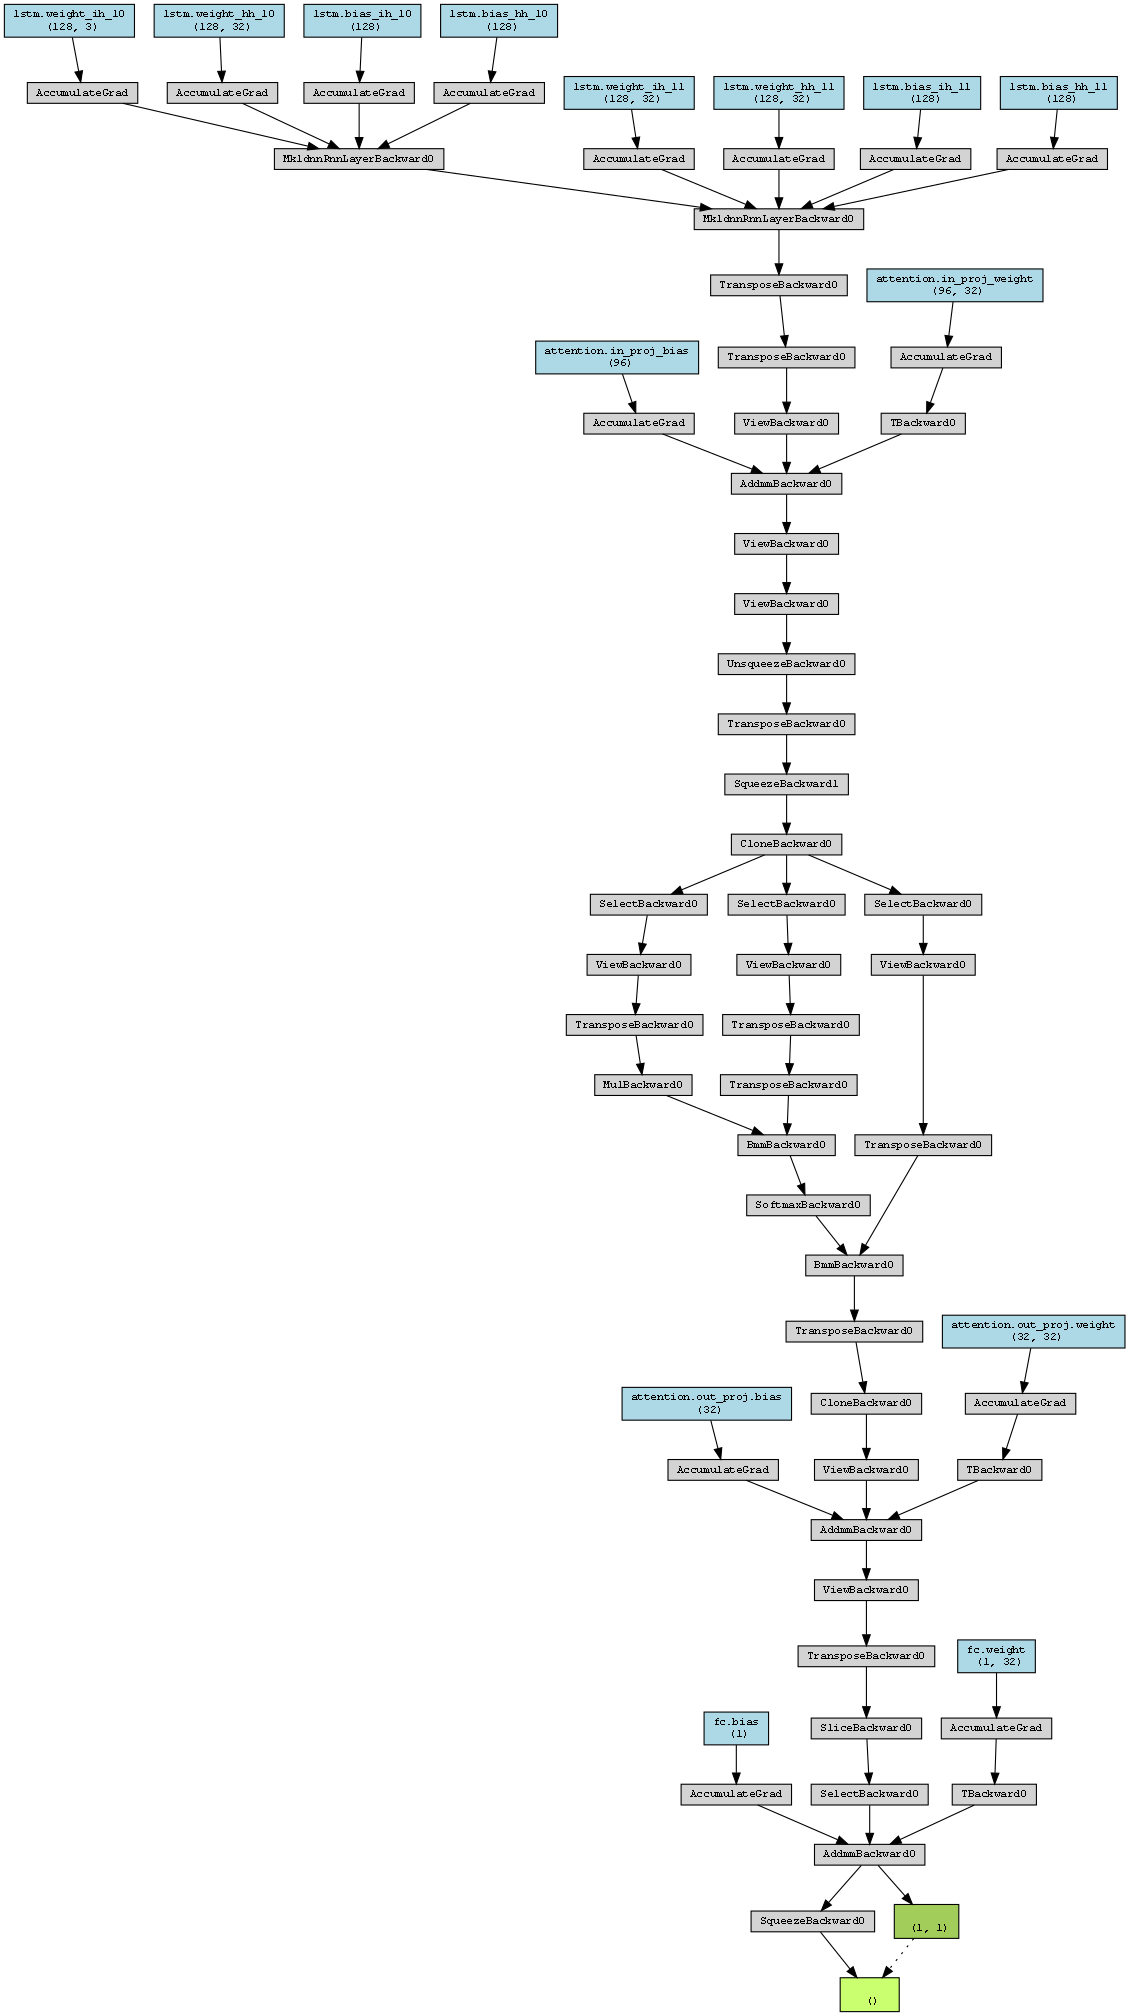 lstm.weight_ih_l0
(128, 3)
lstm.weight_hh_l0
(128, 32)
lstm.bias_ih_l0
(128)
lstm.bias_hh_l0
(128)
AccumulateGrad
AccumulateGrad
AccumulateGrad
AccumulateGrad
lstm.weight_ih_l1
(128, 32)
lstm.weight_hh_l1
(128, 32)
lstm.bias_ih_l1
(128)
lstm.bias_hh_l1
(128)
MkldnnRnnLayerBackward0
AccumulateGrad
AccumulateGrad
AccumulateGrad
AccumulateGrad
MkldnnRnnLayerBackward0
TransposeBackward0
attention.in_proj_weight
(96, 32)
attention.in_proj_bias
(96)
TransposeBackward0
AccumulateGrad
AccumulateGrad
ViewBackward0
TBackward0
AddmmBackward0
ViewBackward0
ViewBackward0
UnsqueezeBackward0
TransposeBackward0
SqueezeBackward1
CloneBackward0
SelectBackward0
SelectBackward0
SelectBackward0
ViewBackward0
ViewBackward0
ViewBackward0
TransposeBackward0
TransposeBackward0
MulBackward0
TransposeBackward0
BmmBackward0
TransposeBackward0
SoftmaxBackward0
BmmBackward0
TransposeBackward0
attention.out_proj.weight
(32, 32)
attention.out_proj.bias
(32)
CloneBackward0
AccumulateGrad
AccumulateGrad
ViewBackward0
TBackward0
AddmmBackward0
ViewBackward0
TransposeBackward0
fc.weight
(1, 32)
fc.bias
(1)
SliceBackward0
AccumulateGrad
AccumulateGrad
SelectBackward0
TBackward0
AddmmBackward0
SqueezeBackward0
(1, 1)
()